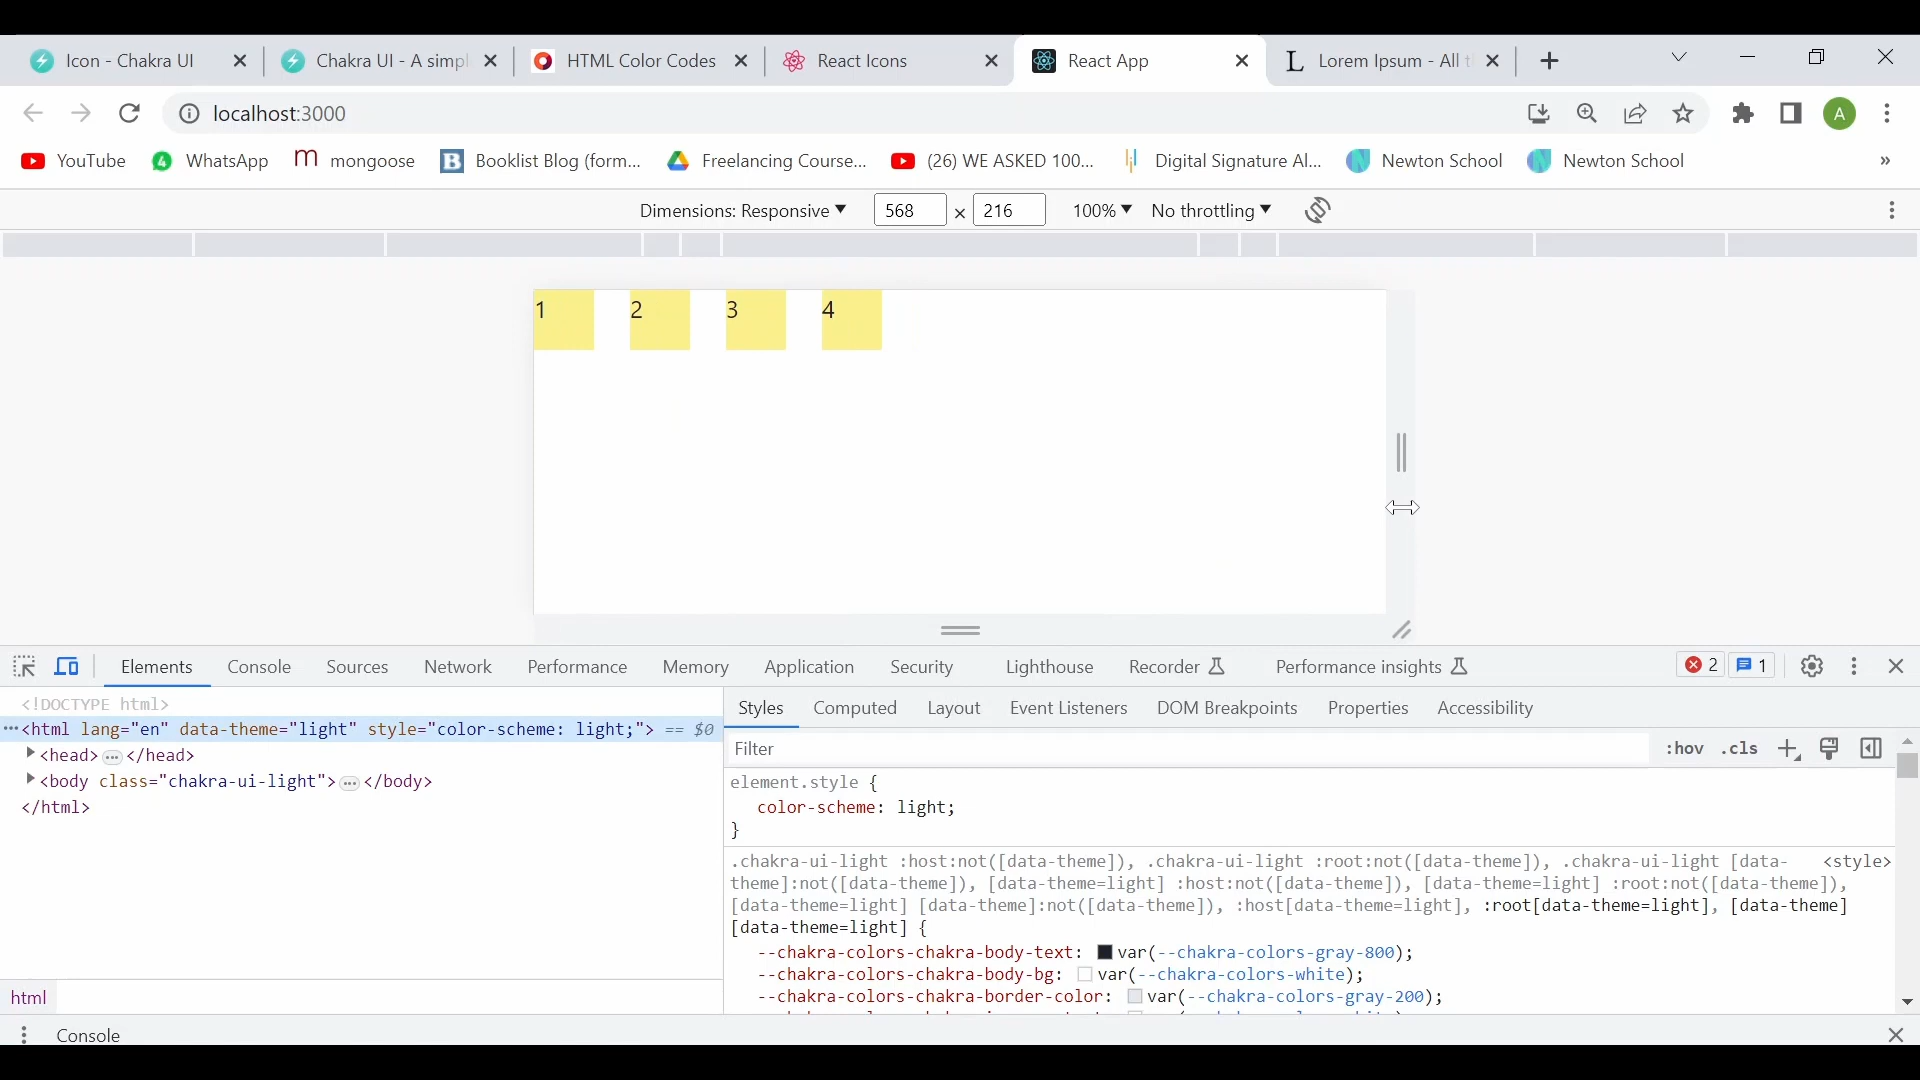 Icon - Chakra UI
Chakra UI - A simpl
HTML Color Codes
React Icons
React App
Lorem Ipsum - All t
localhost:3000
A
YouTube
WhatsApp
mongoose
Booklist Blog (form...
Freelancing Course...
(26) WE ASKED 100...
Digital Signature Al...
Newton School
Newton School
»
Dimensions: Responsive
568 × 216
100%
No throttling
1
2
3
4
Elements
Console
Sources
Network
Performance
Memory
Application
Security
Lighthouse
Recorder
Performance insights
2
1
<!DOCTYPE html>
<html lang="en" data-theme="light" style="color-scheme: light;"> == $0
<head>…</head>
<body class="chakra-ui-light">…</body>
</html>
html
Styles
Computed
Layout
Event Listeners
DOM Breakpoints
Properties
Accessibility
Filter
:hov .cls
element.style {
color-scheme: light;
}
.chakra-ui-light :host:not([data-theme]), .chakra-ui-light :root:not([data-theme]), .chakra-ui-light [data- <style>
theme]:not([data-theme]), [data-theme=light] :host:not([data-theme]), [data-theme=light] :root:not([data-theme]),
[data-theme=light] [data-theme]:not([data-theme]), :host[data-theme=light], :root[data-theme=light], [data-theme]
[data-theme=light] {
--chakra-colors-chakra-body-text: var(--chakra-colors-gray-800);
--chakra-colors-chakra-body-bg: var(--chakra-colors-white);
--chakra-colors-chakra-border-color: var(--chakra-colors-gray-200);
Console